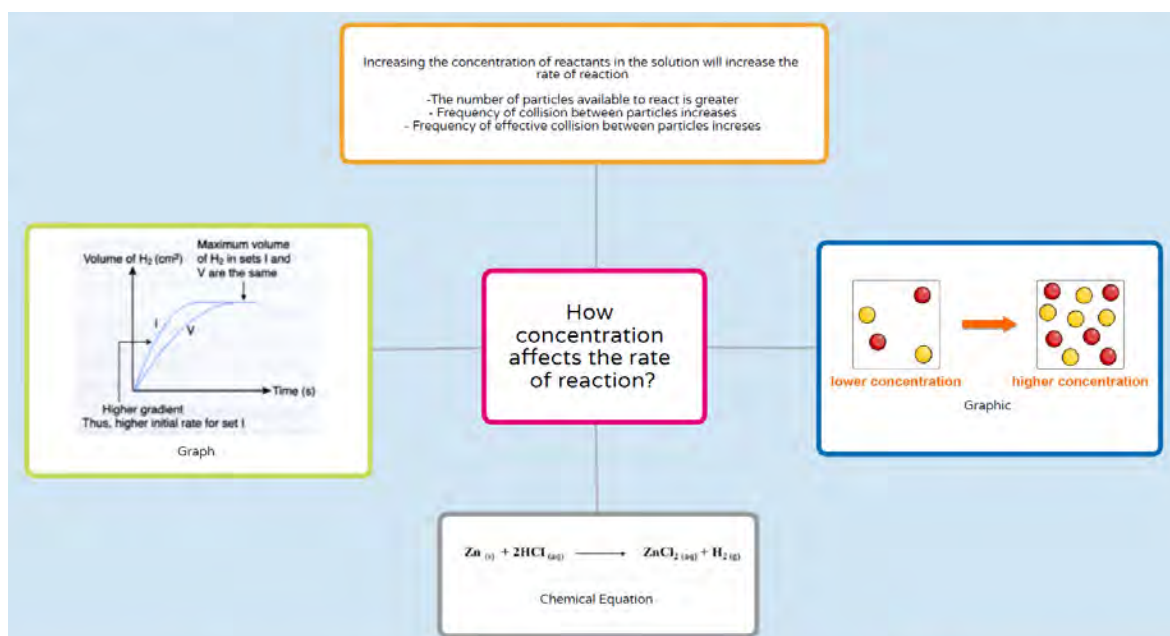 Increasing the concentration of reactants in the solution will increase the
rate of reaction
-The number of particles available to react is greater
- Frequency of collision between particles increases
- Frequency of effective collision between particles increses
Volume of H₂ (cm³)
Maximum volume
of H₂ in sets I and
V are the same
I
V
Time (s)
Higher gradient
Thus, higher initial rate for set I
Graph
How
concentration
affects the rate
of reaction?
lower concentration
higher concentration
Graphic
Zn (s) + 2HCl (aq) ⟶ ZnCl₂ (aq) + H₂ (g)
Chemical Equation